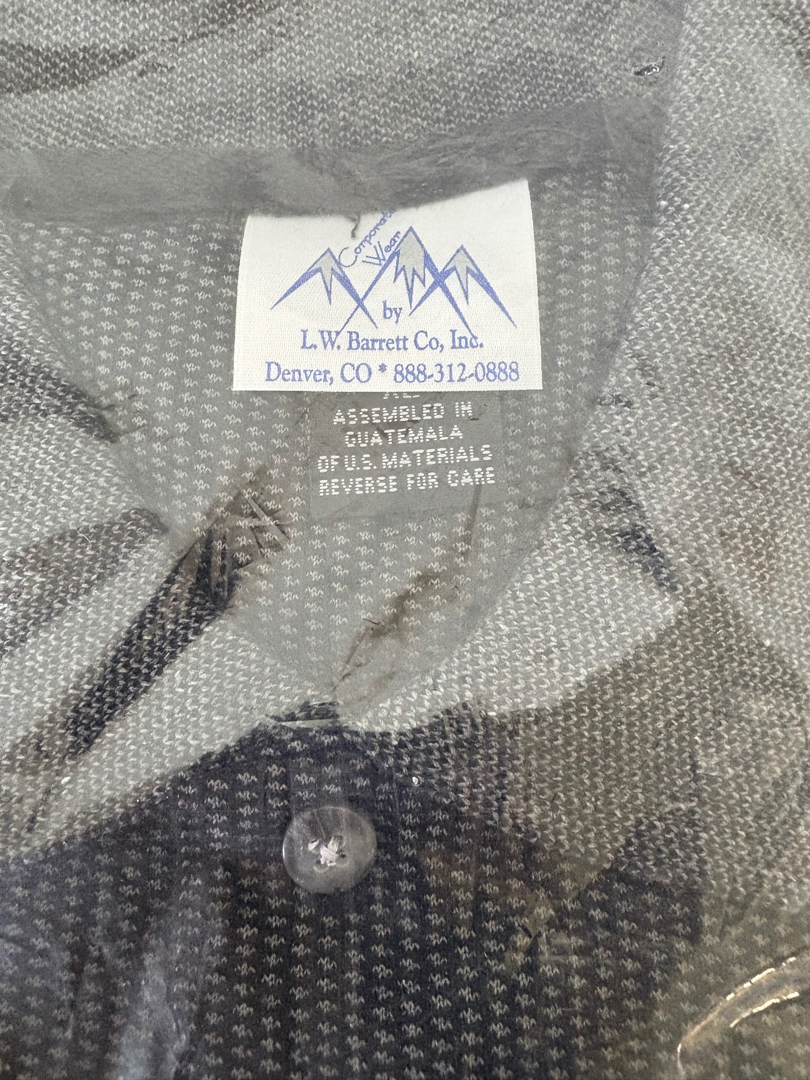 Corporate
Wear
by
L.W. Barrett Co, Inc.
Denver, CO * 888-312-0888
XL
ASSEMBLED IN
GUATEMALA
OF U.S. MATERIALS
REVERSE FOR CARE